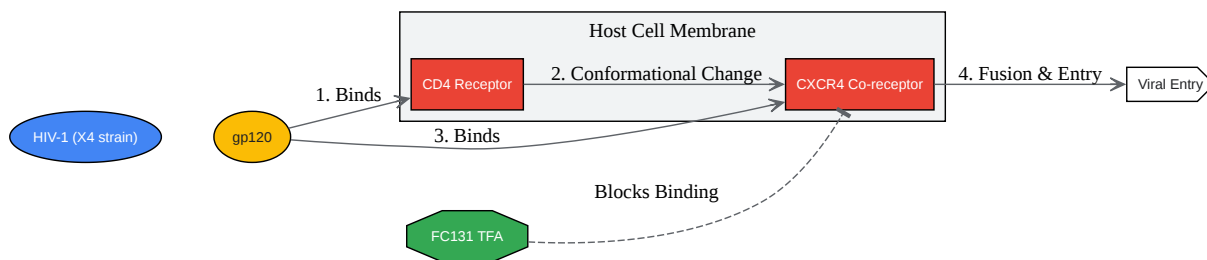 Host Cell Membrane
CD4 Receptor
2. Conformational Change
CXCR4 Co-receptor
4. Fusion & Entry
Viral Entry
1. Binds
HIV-1 (X4 strain)
gp120
3. Binds
Blocks Binding
FC131 TFA